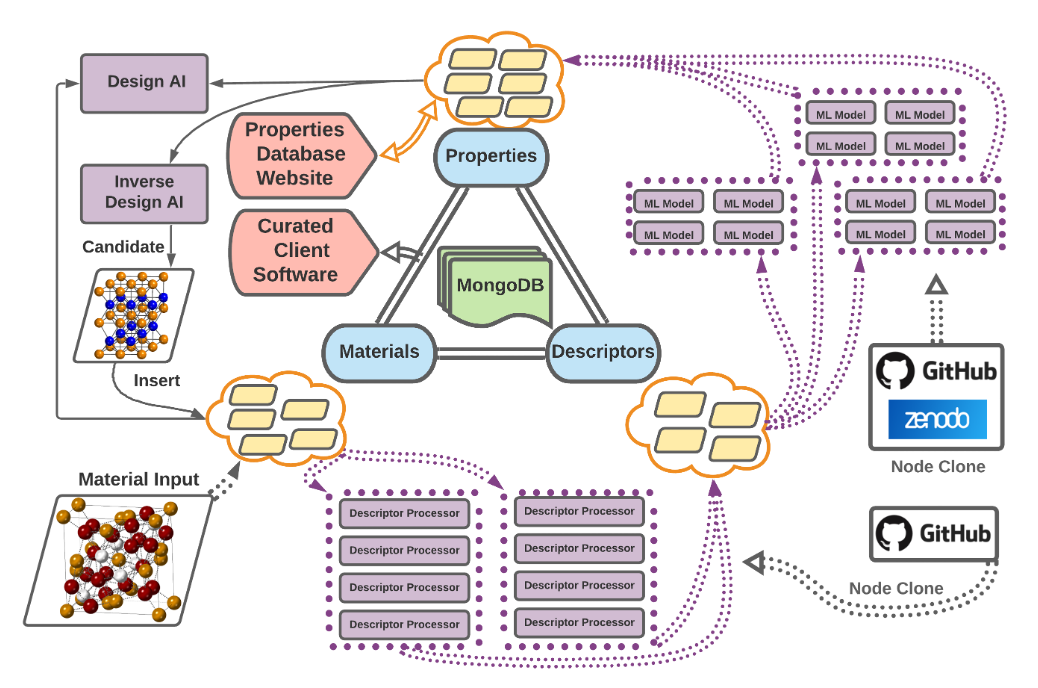 Design AI
Properties
Database
Website
Properties
ML Model
ML Model
ML Model
ML Model
Inverse
Design AI
ML Model
ML Model
ML Model
ML Model
ML Model
ML Model
ML Model
ML Model
Candidate
Curated
Client
Software
MongoDB
Materials
Descriptors
GitHub
zenodo
Node Clone
Insert
Material Input
Descriptor Processor
Descriptor Processor
Descriptor Processor
Descriptor Processor
Descriptor Processor
Descriptor Processor
Descriptor Processor
Descriptor Processor
GitHub
Node Clone